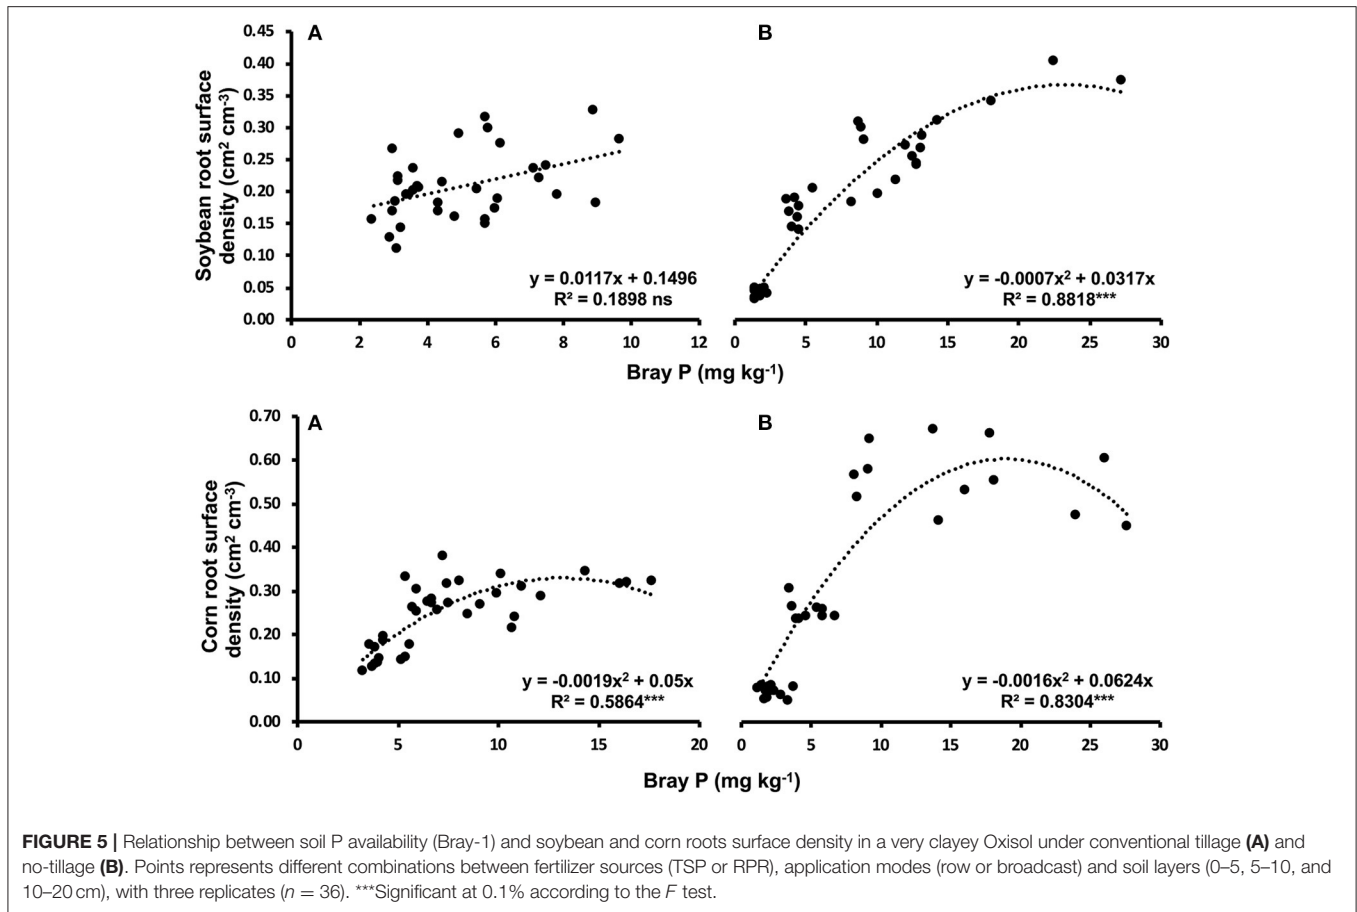 A
B
0.45
0.40
0.35
0.30
0.25
0.20
0.15
0.10
0.05
0.00
Soybean root surface
density (cm² cm⁻³)
y = 0.0117x + 0.1496
R² = 0.1898 ns
y = -0.0007x² + 0.0317x
R² = 0.8818***
0 2 4 6 8 10 12
0 5 10 15 20 25 30
Bray P (mg kg⁻¹)
A
B
0.70
0.60
0.50
0.40
0.30
0.20
0.10
0.00
Corn root surface
density (cm² cm⁻³)
y = -0.0019x² + 0.05x
R² = 0.5864***
y = -0.0016x² + 0.0624x
R² = 0.8304***
0 5 10 15 20
0 5 10 15 20 25 30
Bray P (mg kg⁻¹)
FIGURE 5 | Relationship between soil P availability (Bray-1) and soybean and corn roots surface density in a very clayey Oxisol under conventional tillage (A) and
no-tillage (B). Points represents different combinations between fertilizer sources (TSP or RPR), application modes (row or broadcast) and soil layers (0–5, 5–10, and
10–20 cm), with three replicates (n = 36). ***Significant at 0.1% according to the F test.